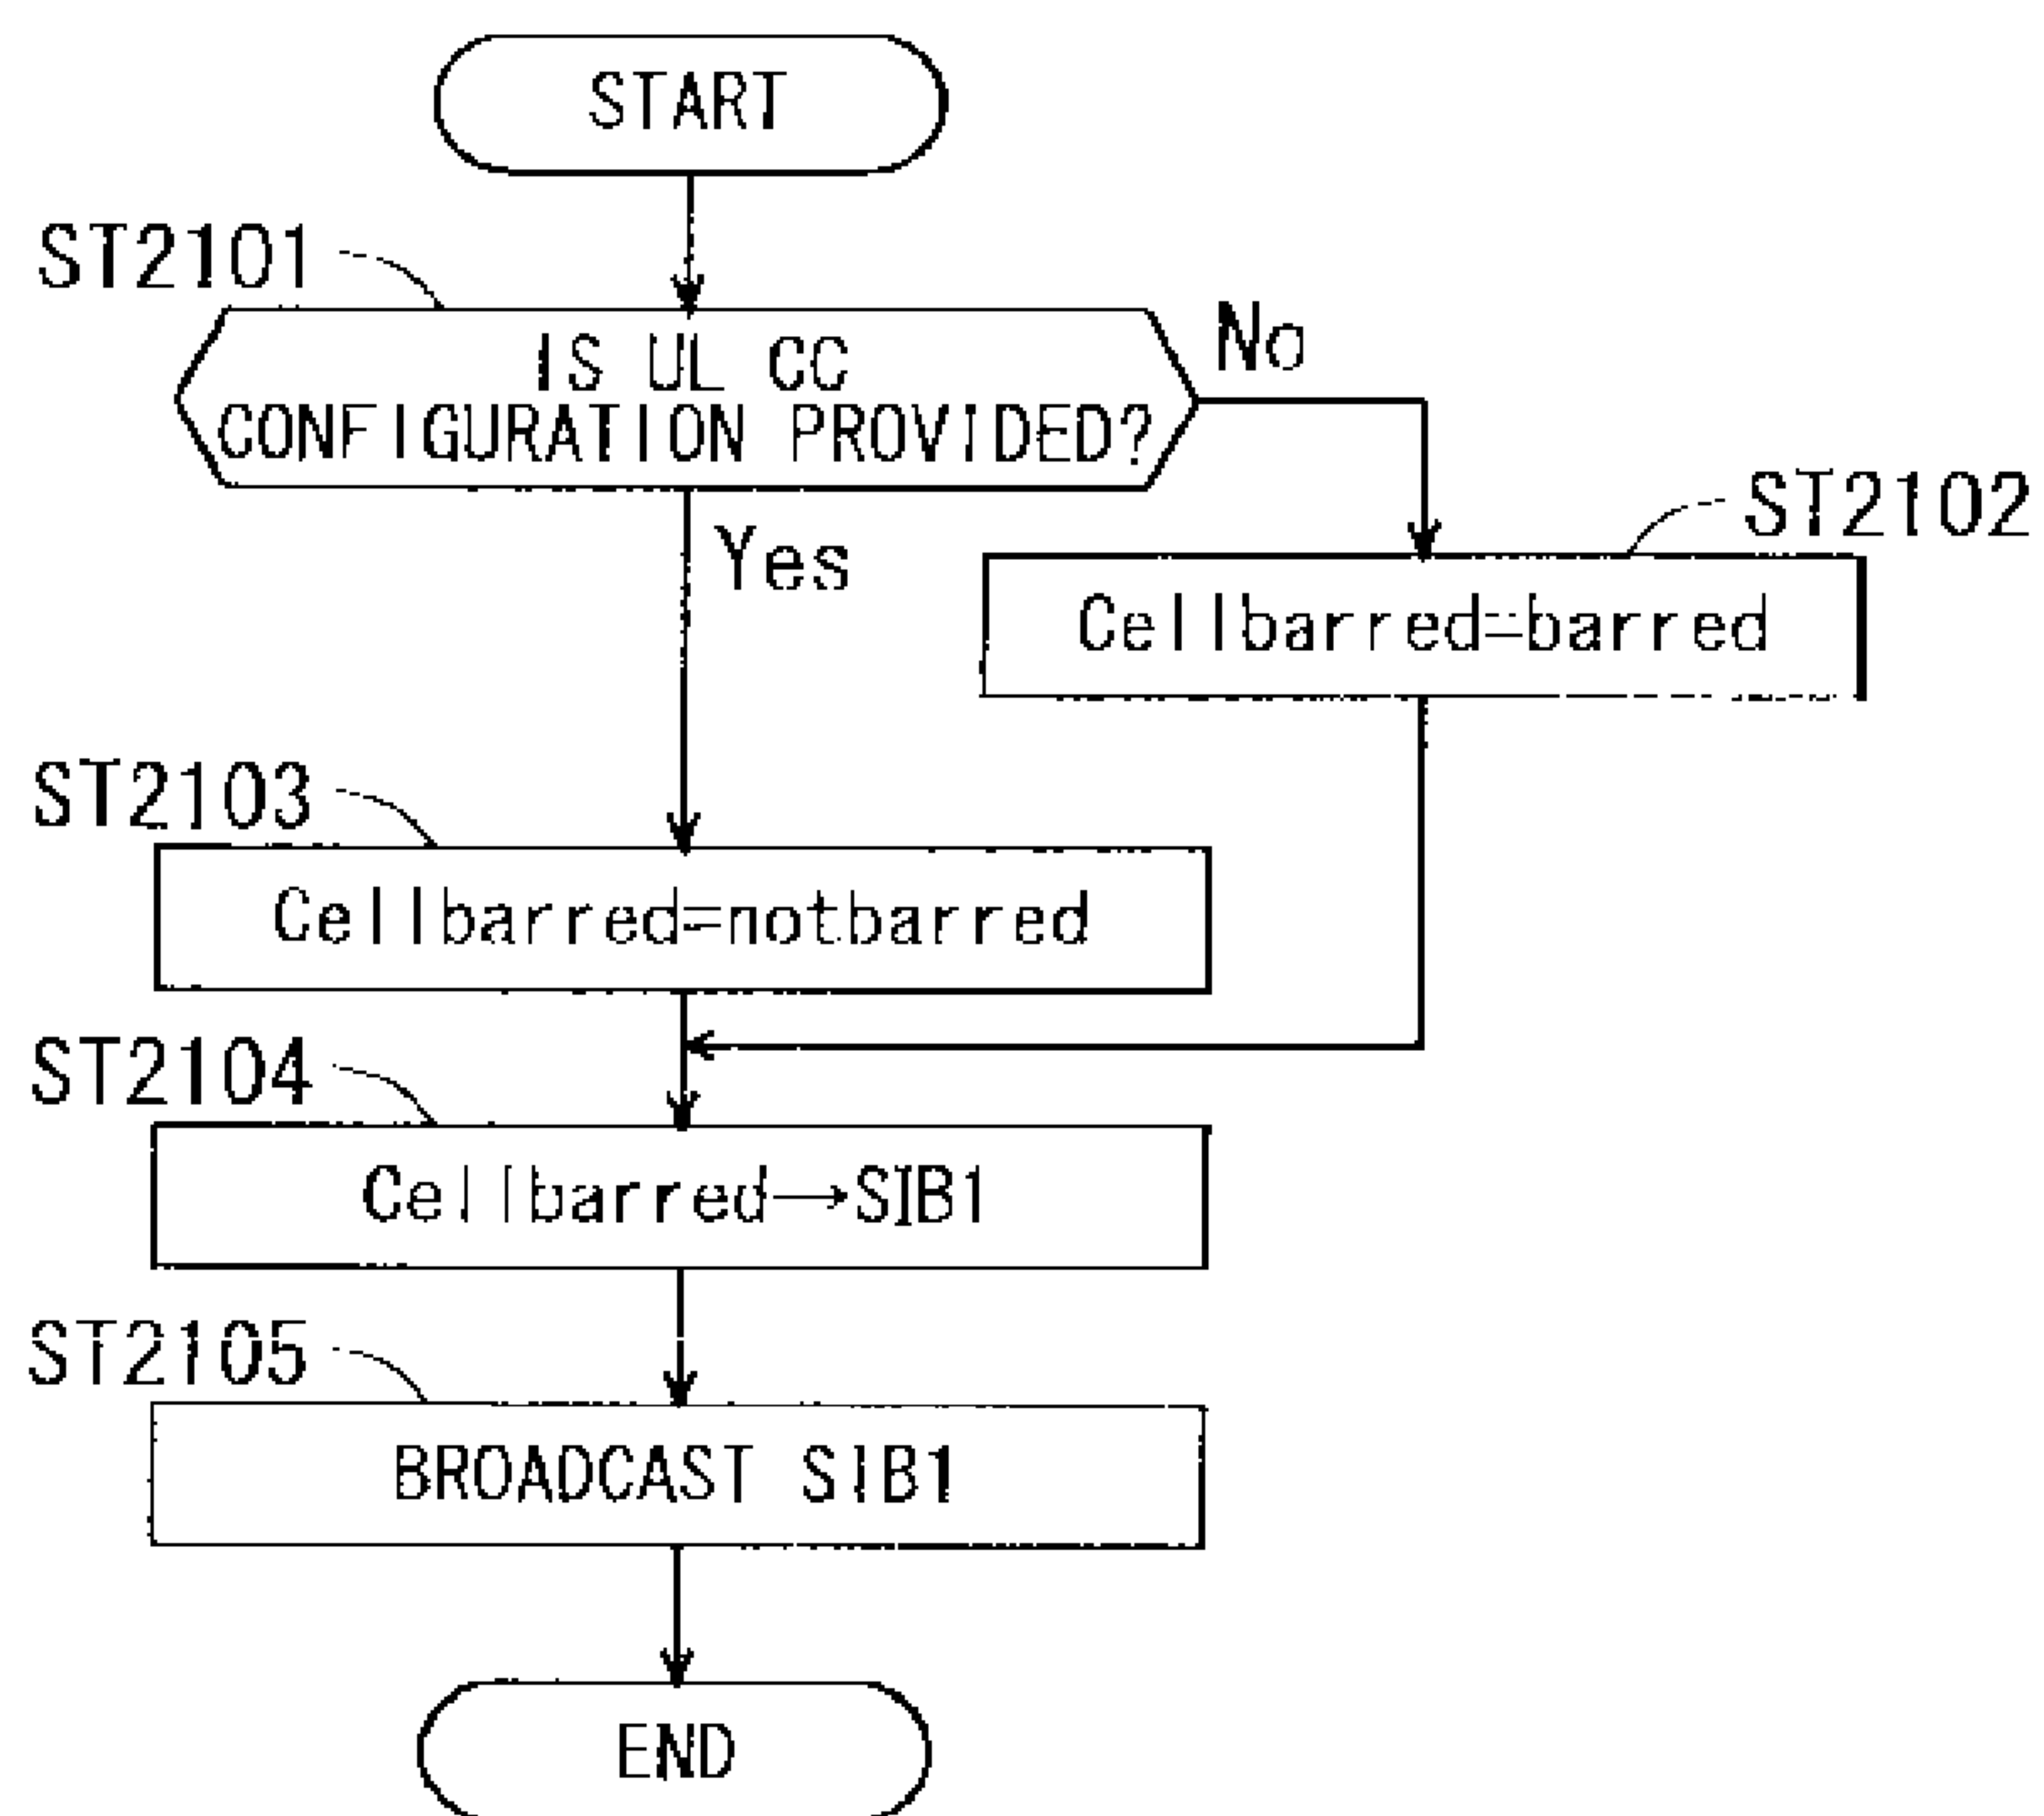 START
ST2101
IS UL CC
CONFIGURATION PROVIDED?
No
Yes
ST2102
Cellbarred=barred
ST2103
Cellbarred=notbarred
ST2104
Cellbarred→SIB1
ST2105
BROADCAST SIB1
END